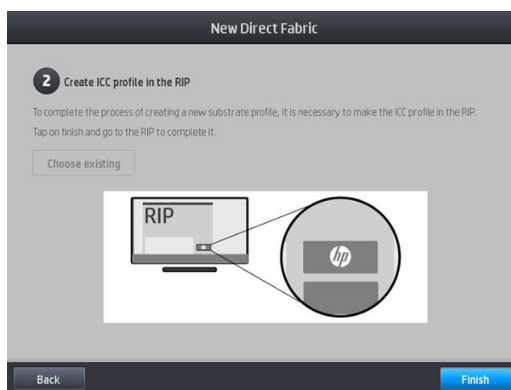 New Direct Fabric
2 Create ICC profile in the RIP
To complete the process of creating a new substrate profile, it is necessary to make the ICC profile in the RIP.
Tap on finish and go to the RIP to complete it.
Choose existing
RIP
hp
Back
Finish